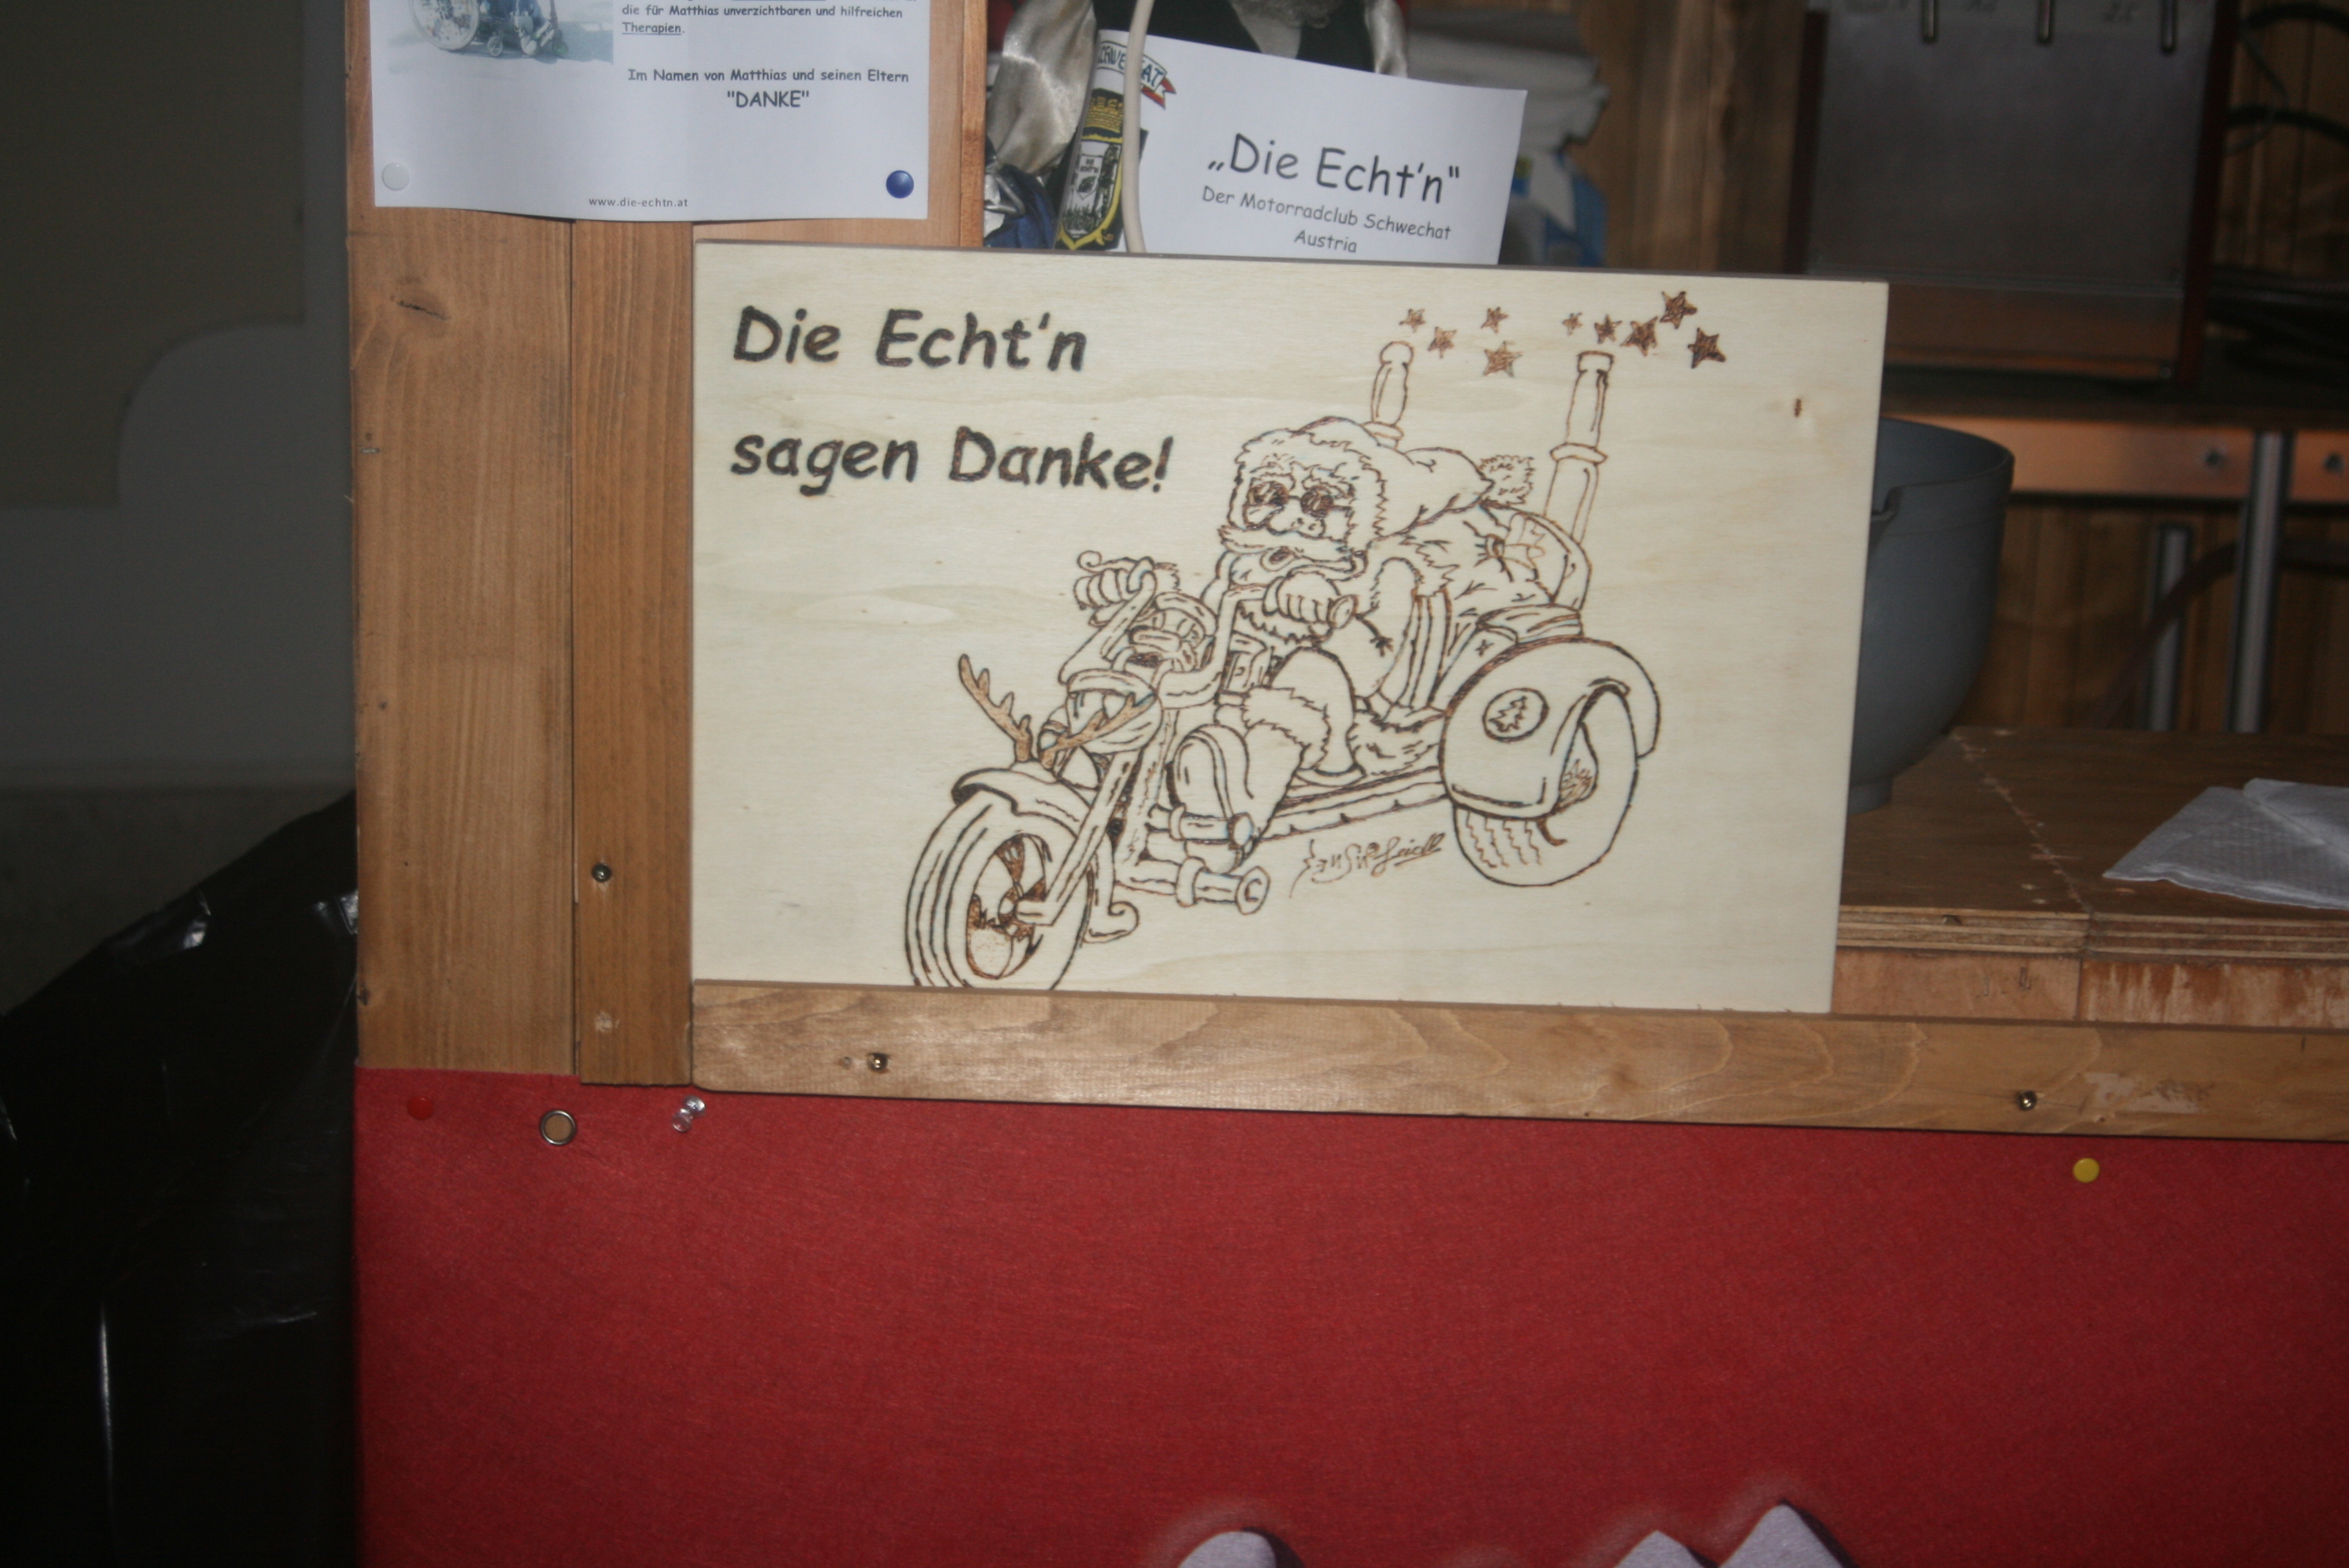 die für Matthias unverzichtbaren und hilfreichen
Therapien.
Im Namen von Matthias und seinen Eltern
"DANKE"
www.die-echtn.at
„Die Echt'n“
Der Motorradclub Schwechat
Austria
Die Echt'n
sagen Danke!